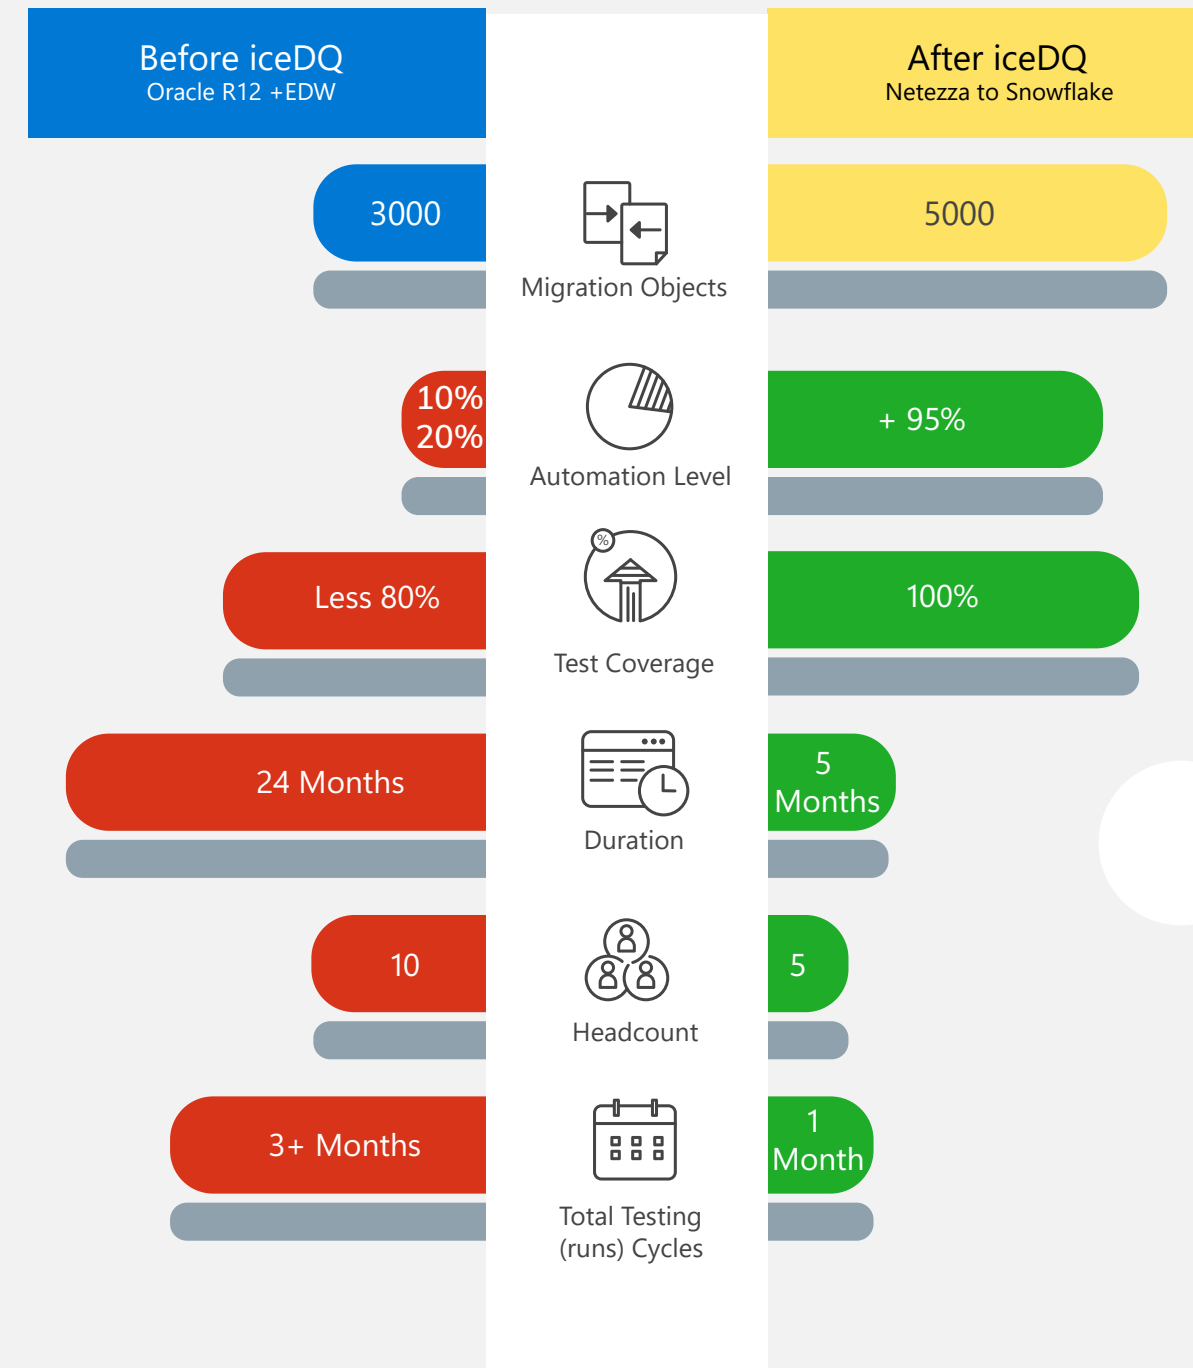 Before iceDQ
Oracle R12 +EDW
After iceDQ
Netezza to Snowflake
3000
Migration Objects
5000
10%
20%
Automation Level
+ 95%
%
Less 80%
Test Coverage
100%
24 Months
Duration
5
Months
10
Headcount
5
3+ Months
Total Testing
(runs) Cycles
1
Month